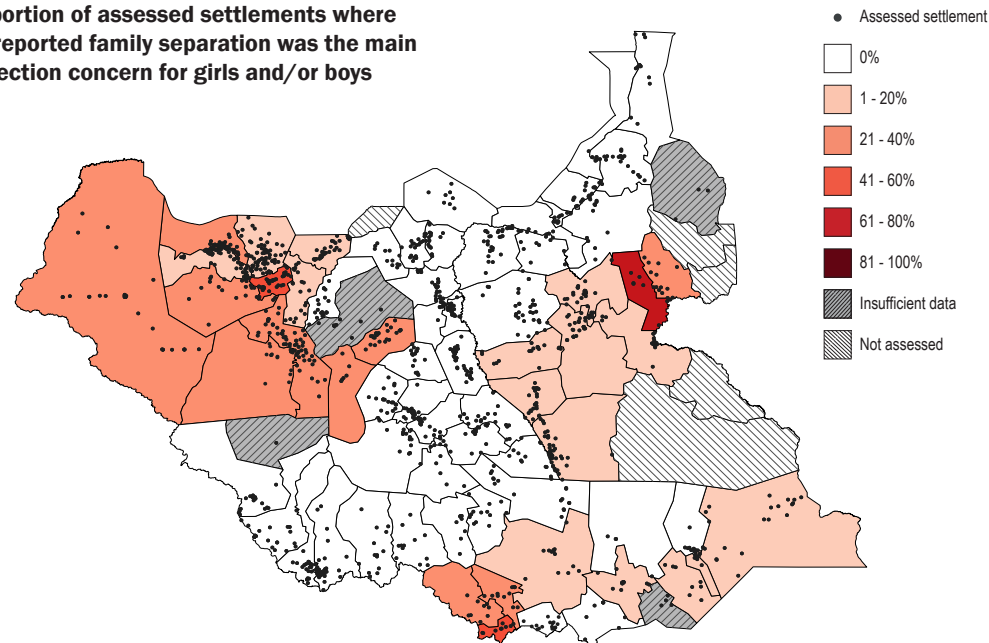 portion of assessed settlements where
reported family separation was the main
ection concern for girls and/or boys
Assessed settlement
0%
1 - 20%
21 - 40%
41 - 60%
61 - 80%
81 - 100%
Insufficient data
Not assessed